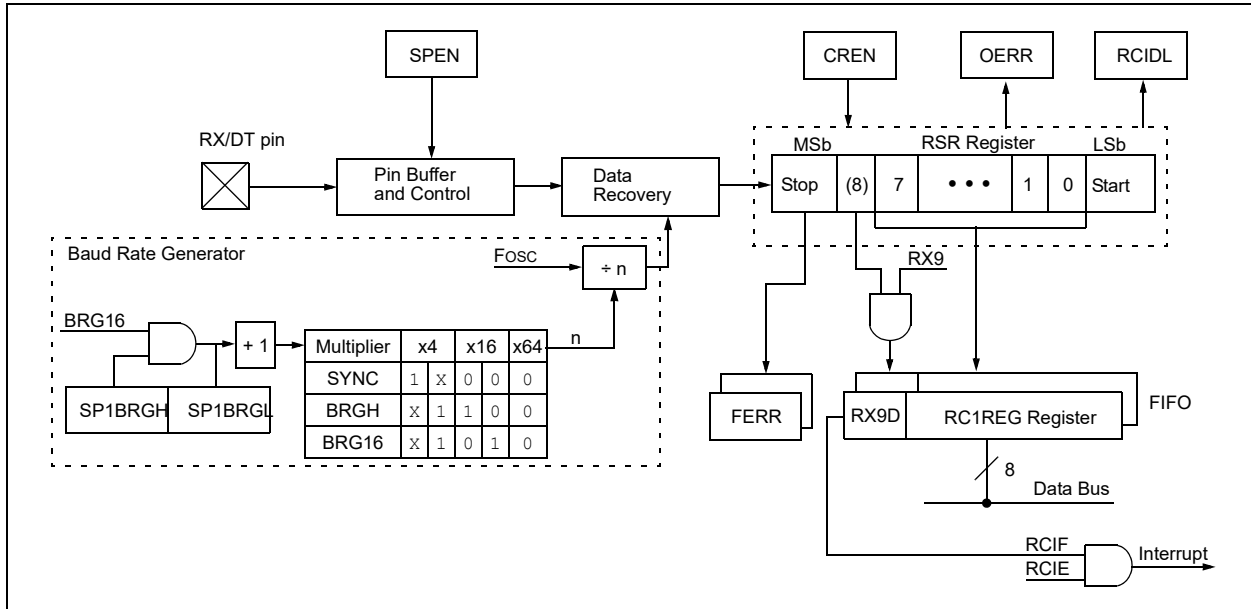 SPEN
CREN
OERR
RCIDL
RX/DT pin
Pin Buffer
and Control
Data
Recovery
MSb
RSR Register
LSb
Stop (8) 7 • • • 1 0 Start
Baud Rate Generator
FOSC
÷ n
RX9
BRG16
+ 1
n
Multiplier x4 x16 x64
SYNC 1 X 0 0 0
BRGH X 1 1 0 0
BRG16 X 1 0 1 0
SP1BRGH SP1BRGL
FERR
RX9D
RC1REG Register
FIFO
8
Data Bus
RCIF
RCIE
Interrupt